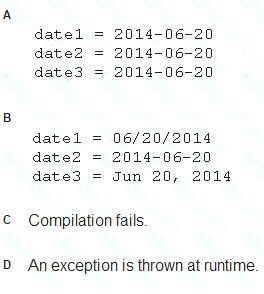 A
date1 = 2014-06-20
date2 = 2014-06-20
date3 = 2014-06-20
B
date1 = 06/20/2014
date2 = 2014-06-20
date3 = Jun 20, 2014
C Compilation fails.
D An exception is thrown at runtime.